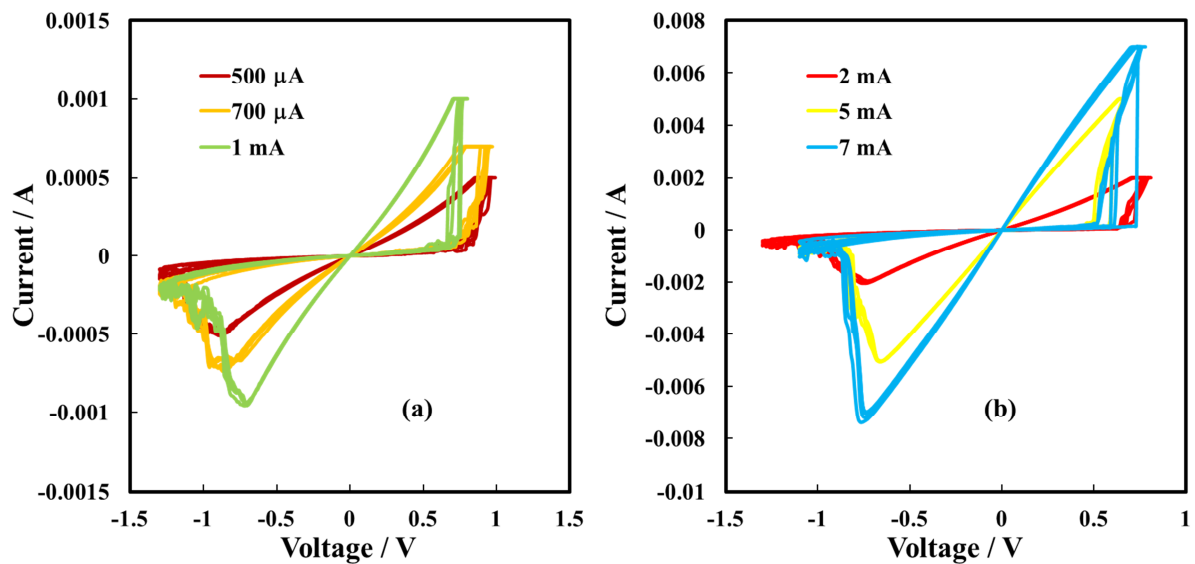 0.0015
0.001
0.0005
0
-0.0005
-0.001
-0.0015
-1.5 -1 -0.5 0 0.5 1 1.5
Current / A
Voltage / V
500 μA
700 μA
1 mA
(a)
0.008
0.006
0.004
0.002
0
-0.002
-0.004
-0.006
-0.008
-0.01
-1.5 -1 -0.5 0 0.5 1
Current / A
Voltage / V
2 mA
5 mA
7 mA
(b)